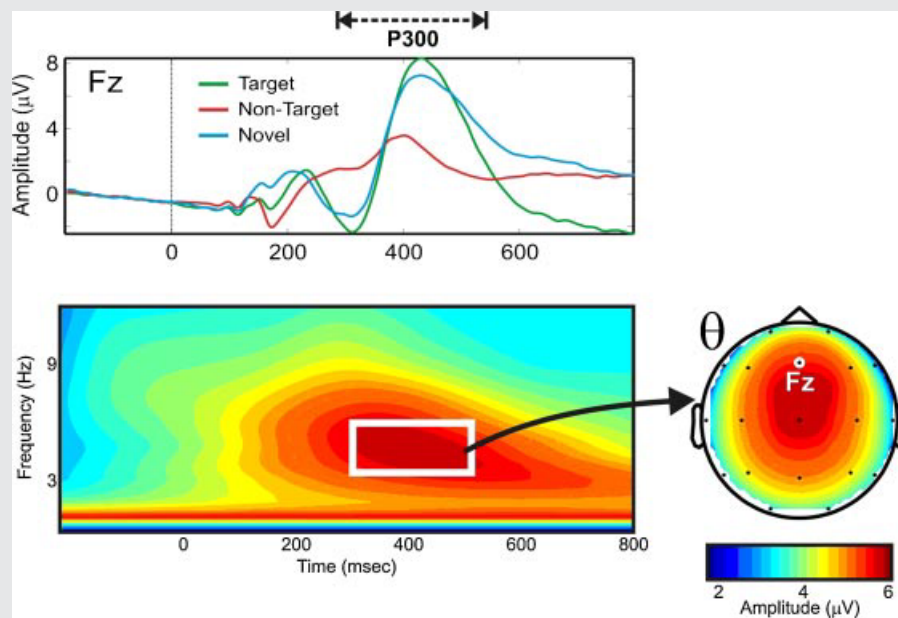 P300
8
Fz
Target
Non-Target
Novel
4
0
Amplitude (μV)
0
200
400
600
θ
Fz
9
3
Frequency (Hz)
0
200
400
600
800
Time (msec)
2
4
6
Amplitude (μV)